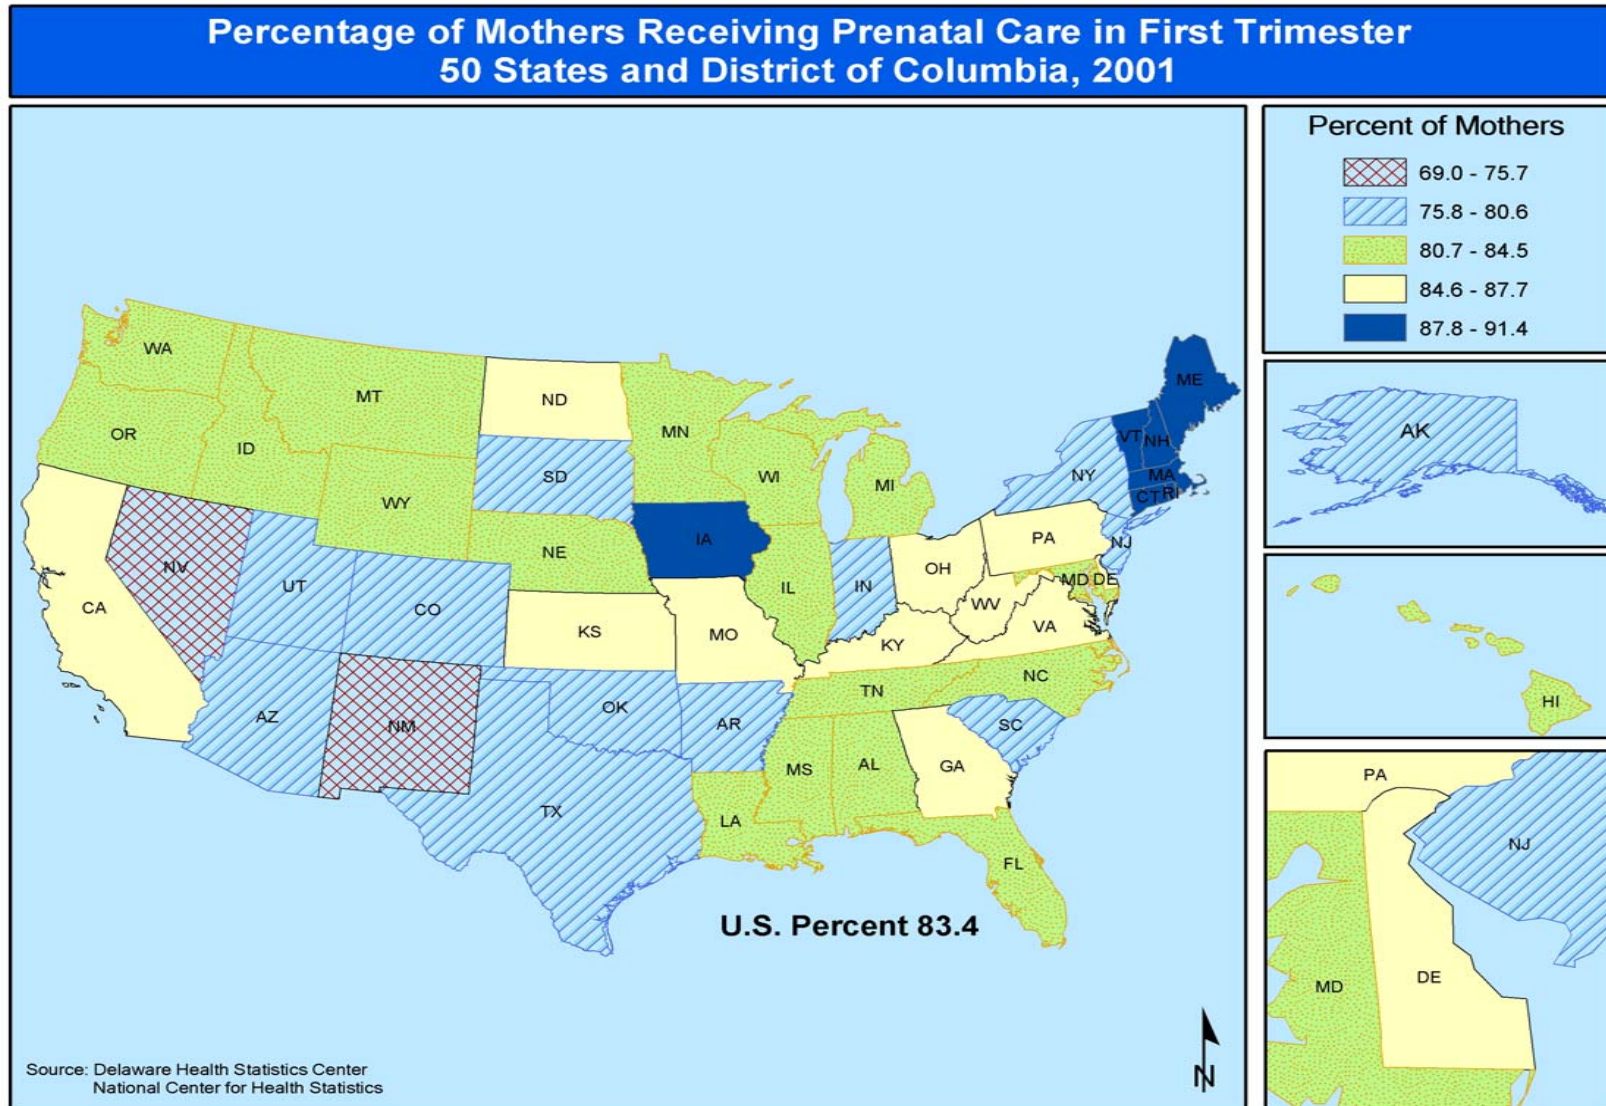 Percentage of Mothers Receiving Prenatal Care in First Trimester
50 States and District of Columbia, 2001
Percent of Mothers
69.0 - 75.7
75.8 - 80.6
80.7 - 84.5
84.6 - 87.7
87.8 - 91.4
WA
MT
ND
MN
ME
OR
ID
SD
WI
MI
NY
VT
NH
MA
CT
RI
WY
NE
IA
PA
NJ
NV
UT
CO
IL
IN
OH
MD
DE
CA
KS
MO
WV
VA
KY
AZ
NM
OK
AR
TN
NC
SC
TX
MS
AL
GA
LA
FL
U.S. Percent 83.4
N
Source: Delaware Health Statistics Center
National Center for Health Statistics
AK
HI
PA
NJ
MD
DE